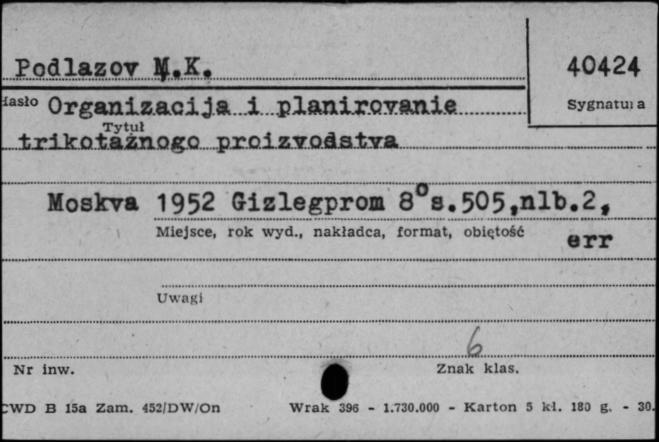 Podlazov M.K.
40424
Hasło Organizacija i planirovanie
Sygnatura
Tytuł
trikotažnogo proizvodstva
Moskva 1952 Gizlegprom 8° s.505,nlb.2,
Miejsce, rok wyd., nakładca, format, objętość
err
Uwagi
6
Nr inw.
Znak klas.
CWD B 15a Zam. 452/DW/On Wrak 396 - 1.730.000 - Karton 5 kl. 180 g. - 30.